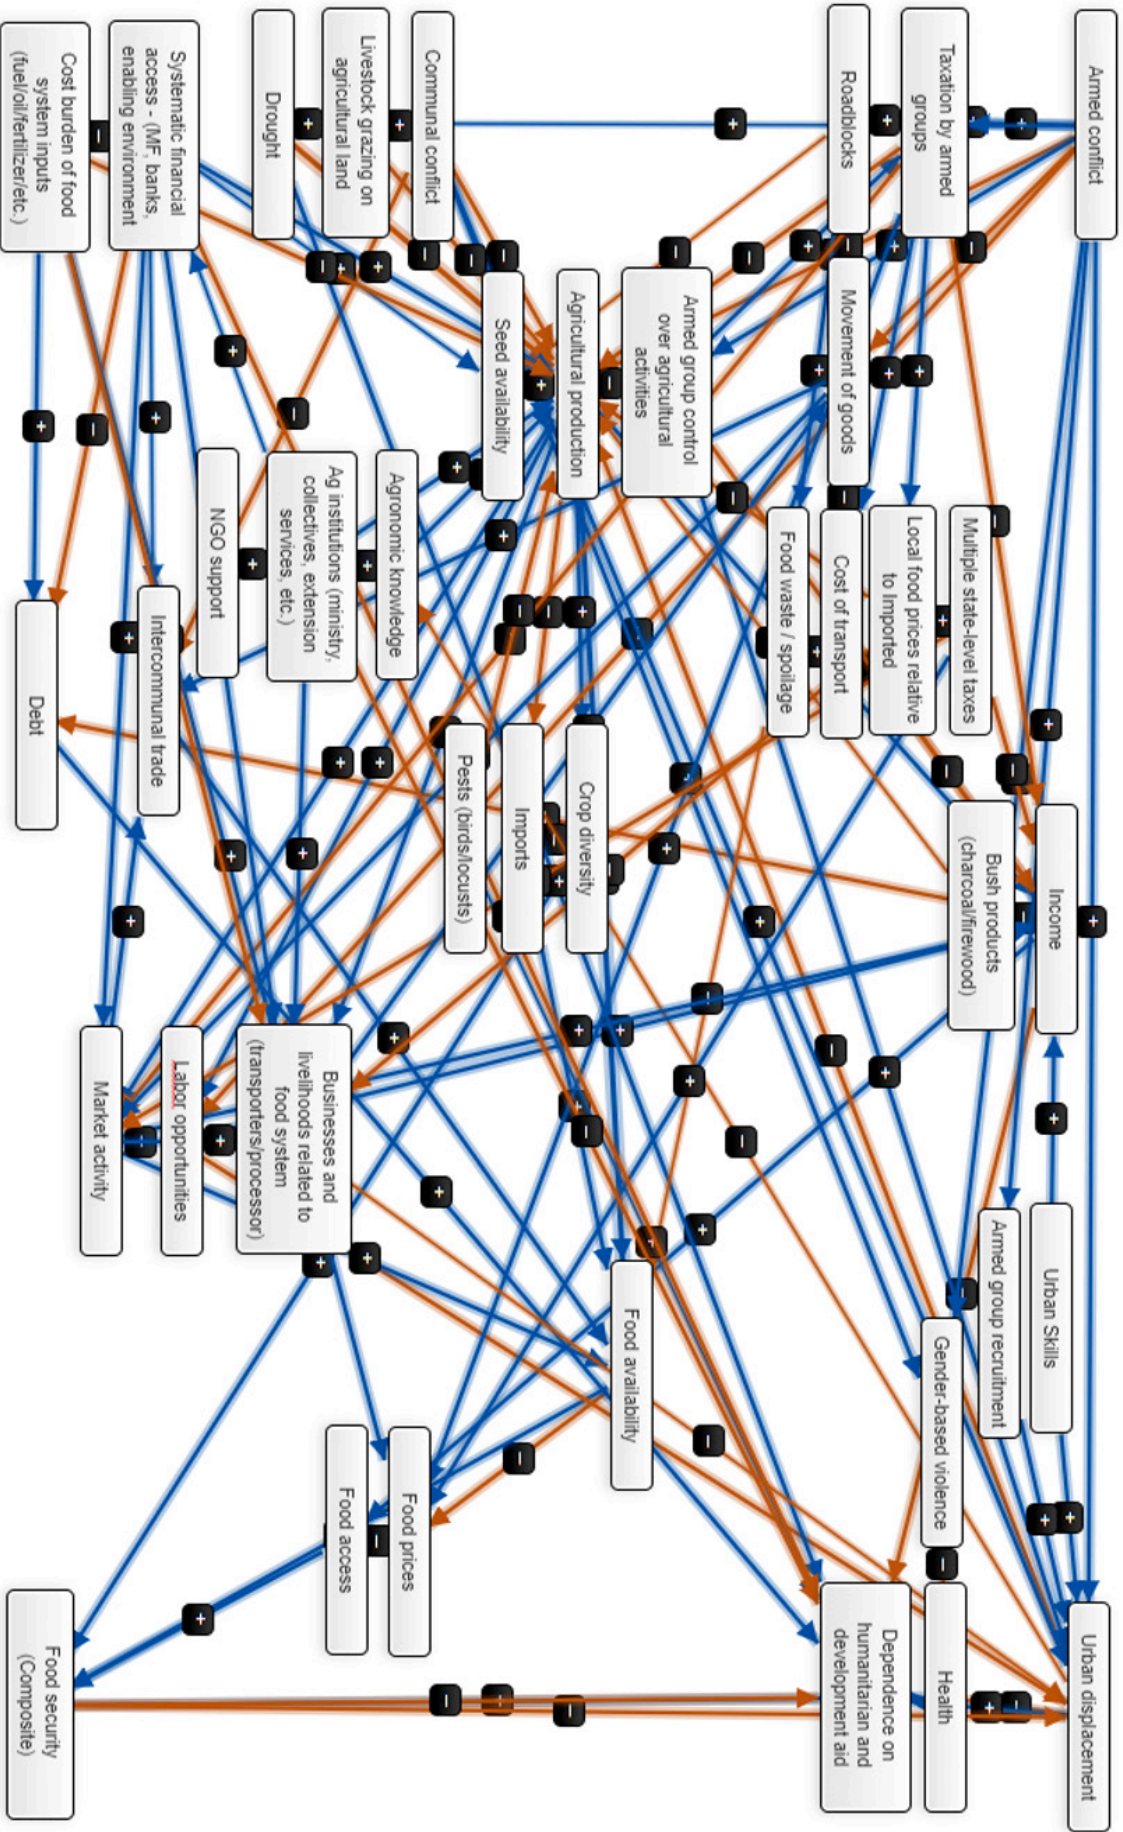 Armed conflict
Taxation by armed
groups
Roadblocks
Communal conflict
Livestock grazing on
agricultural land
Drought
Systematic financial
access - (MF, banks,
enabling environment
Cost burden of food
system inputs
(fuel/oil/fertilizer/etc.)
Movement of goods
Armed group control
over agricultural
activities
Agricultural production
Seed availability
Multiple state-level taxes
Local food prices relative
to Imported
Cost of transport
Food waste / spoilage
Agronomic knowledge
Ag institutions (ministry,
collectives, extension
services, etc.)
NGO support
Intercommunal trade
Debt
Income
Bush products
(charcoal/firewood)
Crop diversity
Imports
Pests (birds/locusts)
Businesses and
livelihoods related to
food system
(transporters/processor)
Labor opportunities
Market activity
Urban Skills
Armed group recruitment
Gender-based violence
Food availability
Food prices
Food access
Urban displacement
Health
Dependence on
humanitarian and
development aid
Food security
(Composite)